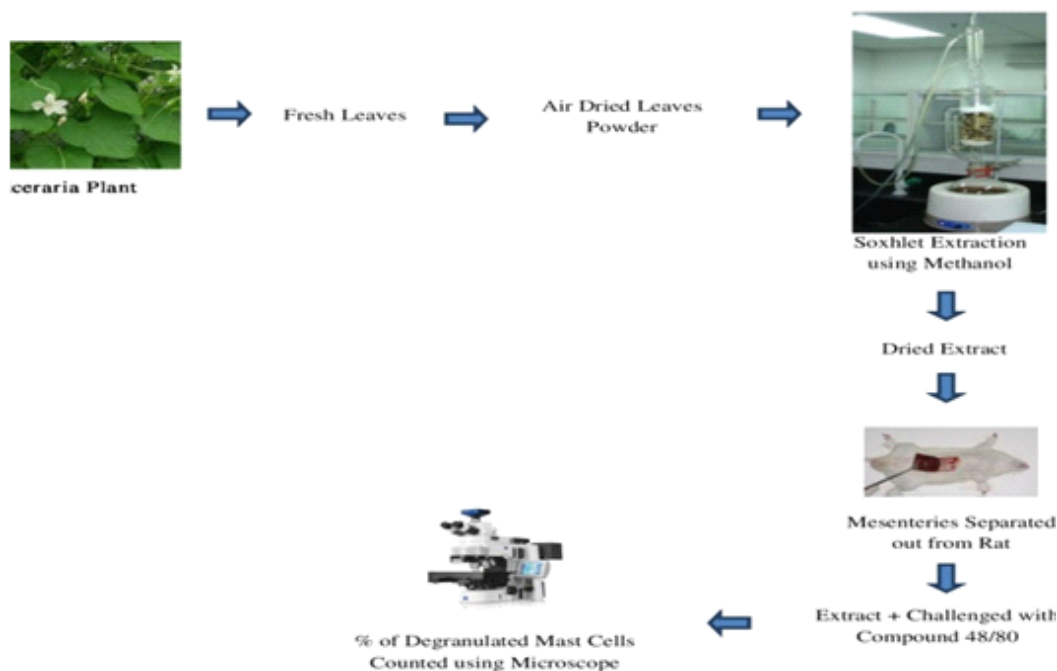 Fresh Leaves
Air Dried Leaves
Powder
ceraria Plant
Soxhlet Extraction
using Methanol
Dried Extract
Mesenteries Separated
out from Rat
Extract + Challenged with
Compound 48/80
% of Degranulated Mast Cells
Counted using Microscope